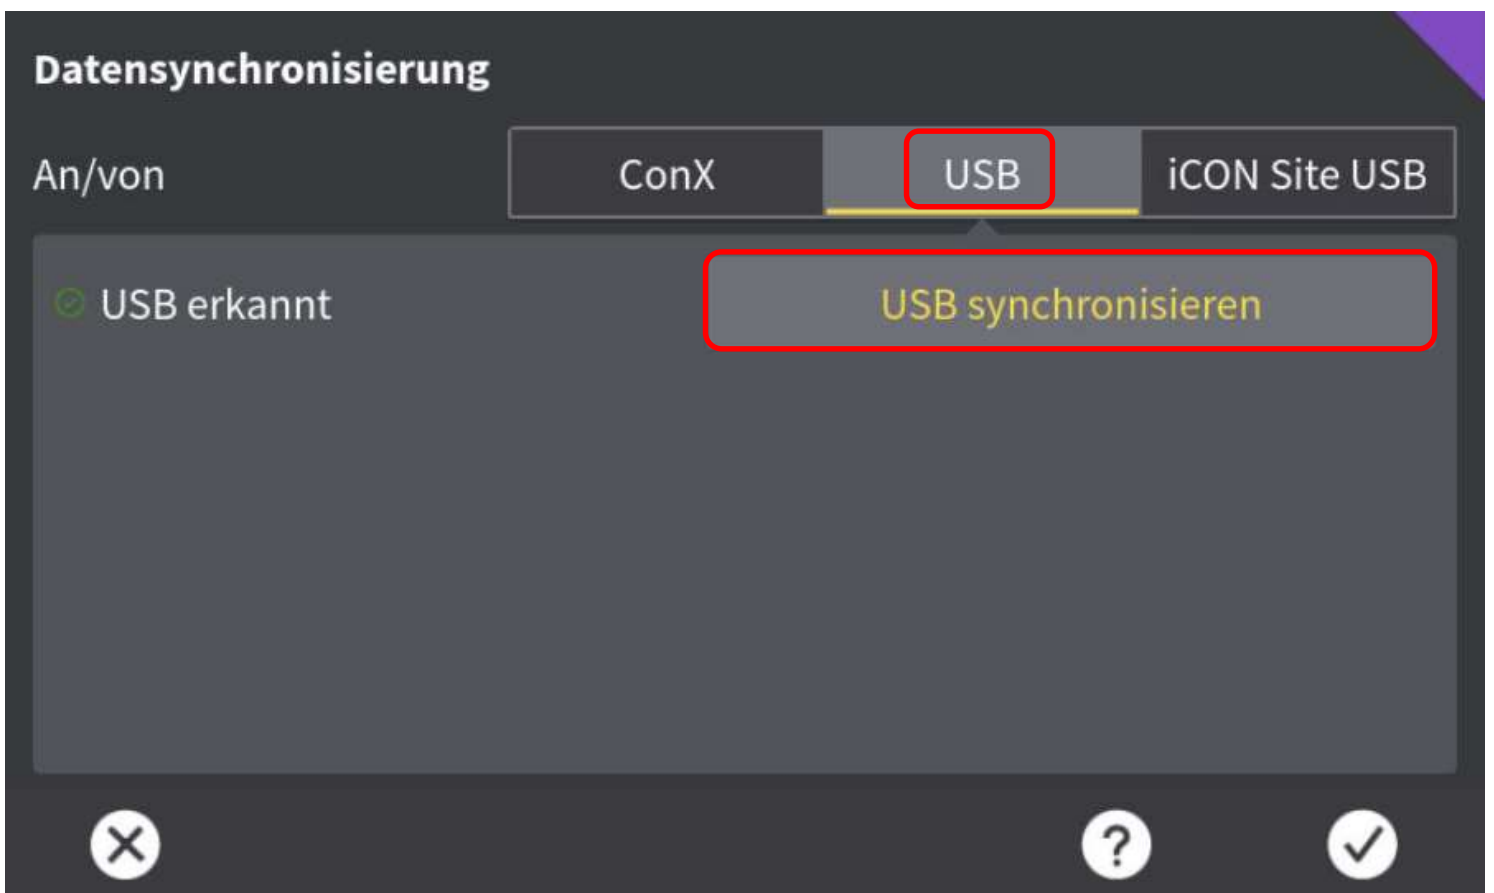 Datensynchronisierung
An/von ConX USB iCON Site USB
USB erkannt USB synchronisieren
?